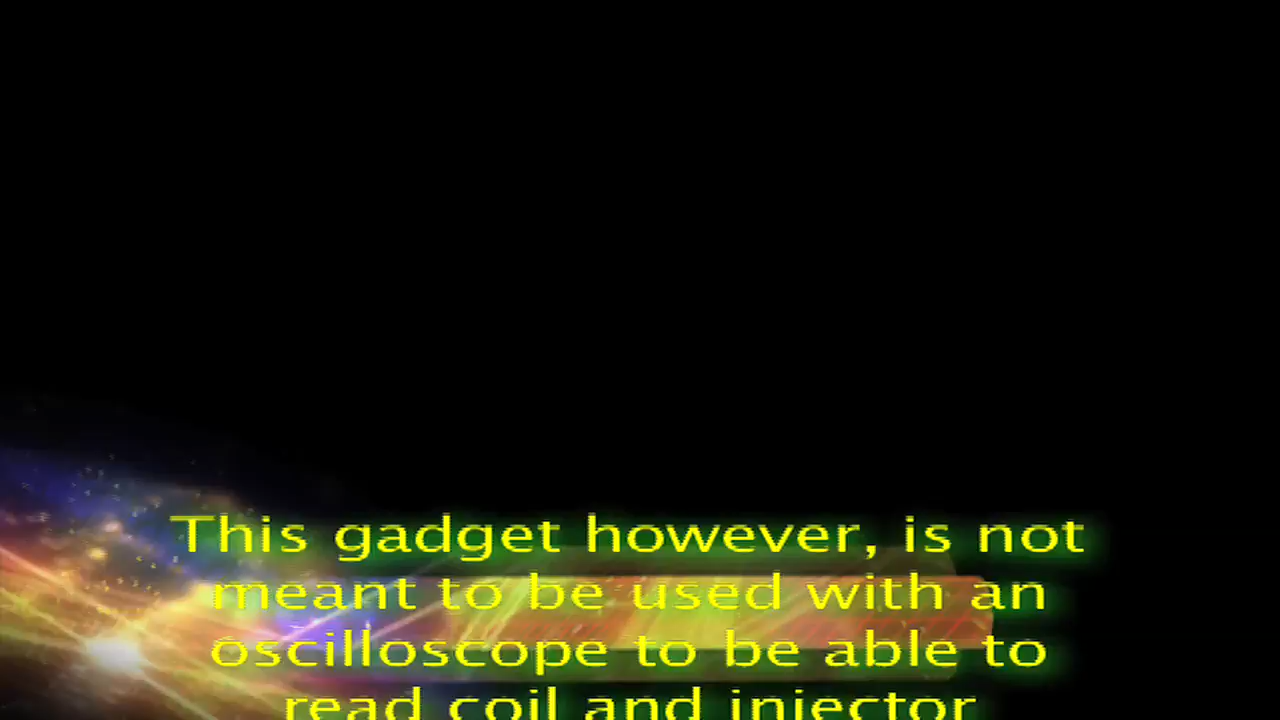 This gadget however, is not
meant to be used with an
oscilloscope to be able to
read coil and injector